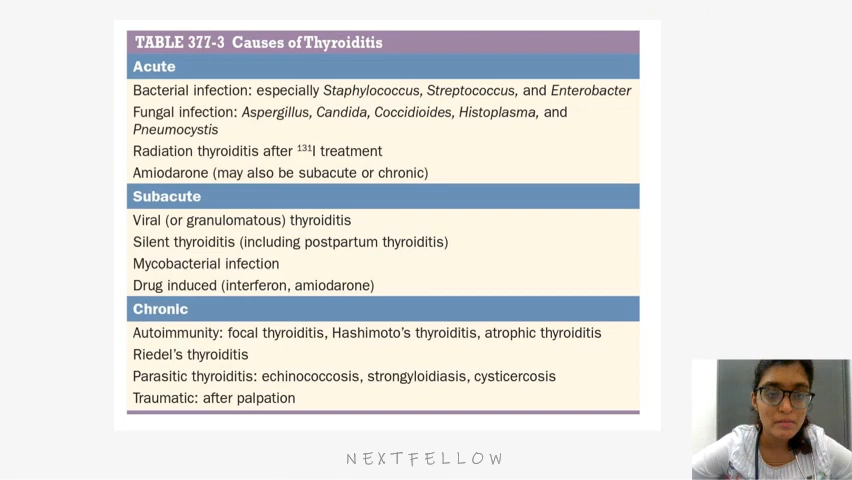 TABLE 377-3 Causes of Thyroiditis
Acute
Bacterial infection: especially Staphylococcus, Streptococcus, and Enterobacter
Fungal infection: Aspergillus, Candida, Coccidioides, Histoplasma, and
Pneumocystis
Radiation thyroiditis after ¹³¹I treatment
Amiodarone (may also be subacute or chronic)
Subacute
Viral (or granulomatous) thyroiditis
Silent thyroiditis (including postpartum thyroiditis)
Mycobacterial infection
Drug induced (interferon, amiodarone)
Chronic
Autoimmunity: focal thyroiditis, Hashimoto's thyroiditis, atrophic thyroiditis
Riedel's thyroiditis
Parasitic thyroiditis: echinococcosis, strongyloidiasis, cysticercosis
Traumatic: after palpation
NEXTFELLOW